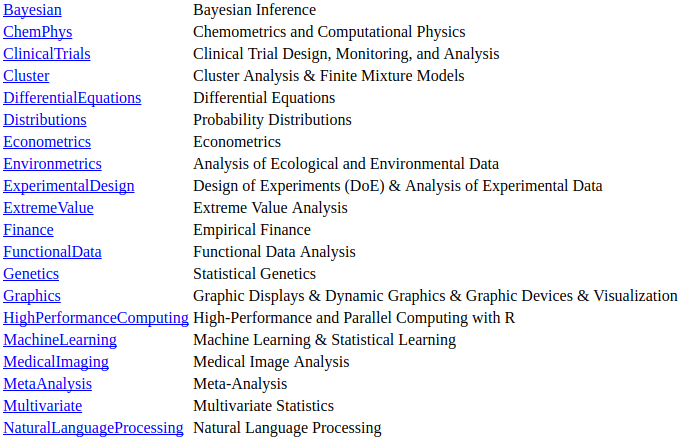 Bayesian Bayesian Inference
ChemPhys Chemometrics and Computational Physics
ClinicalTrials Clinical Trial Design, Monitoring, and Analysis
Cluster Cluster Analysis & Finite Mixture Models
DifferentialEquations Differential Equations
Distributions Probability Distributions
Econometrics Econometrics
Environmetrics Analysis of Ecological and Environmental Data
ExperimentalDesign Design of Experiments (DoE) & Analysis of Experimental Data
ExtremeValue Extreme Value Analysis
Finance Empirical Finance
FunctionalData Functional Data Analysis
Genetics Statistical Genetics
Graphics Graphic Displays & Dynamic Graphics & Graphic Devices & Visualization
HighPerformanceComputing High-Performance and Parallel Computing with R
MachineLearning Machine Learning & Statistical Learning
MedicalImaging Medical Image Analysis
MetaAnalysis Meta-Analysis
Multivariate Multivariate Statistics
NaturalLanguageProcessing Natural Language Processing